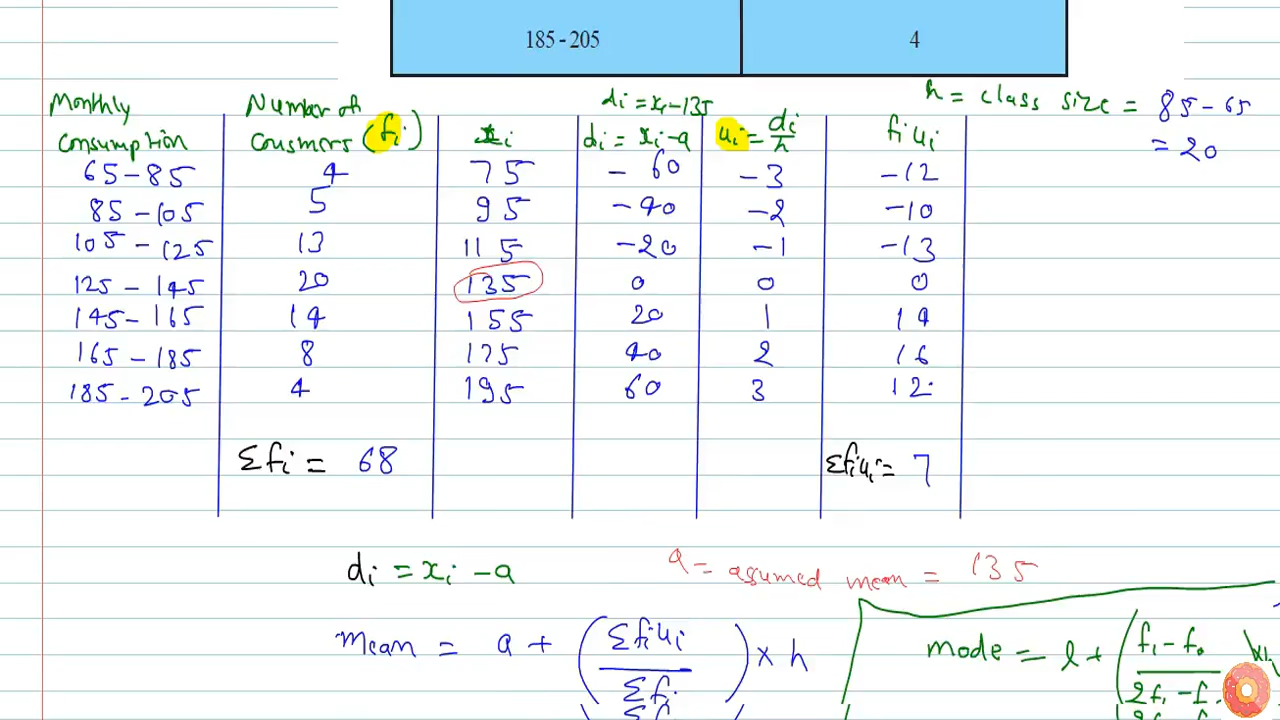 185 - 205 4
Monthly consumption Number of Cousmers (fi) xi di = xi-135 di = xi-a ui = di/h fi ui h = class size = 85-65 = 20
65-85 4 75 -60 -3 -12
85-105 5 95 -40 -2 -10
105-125 13 115 -20 -1 -13
125-145 20 135 0 0 0
145-165 14 155 20 1 14
165-185 8 175 40 2 16
185-205 4 195 60 3 12
Σfi = 68 Σfiui = 7
di = xi - a a = assumed mean = 135
Mean = a + (Σfiui / Σfi) × h mode = l + (f1 - f0 / 2f1 - f